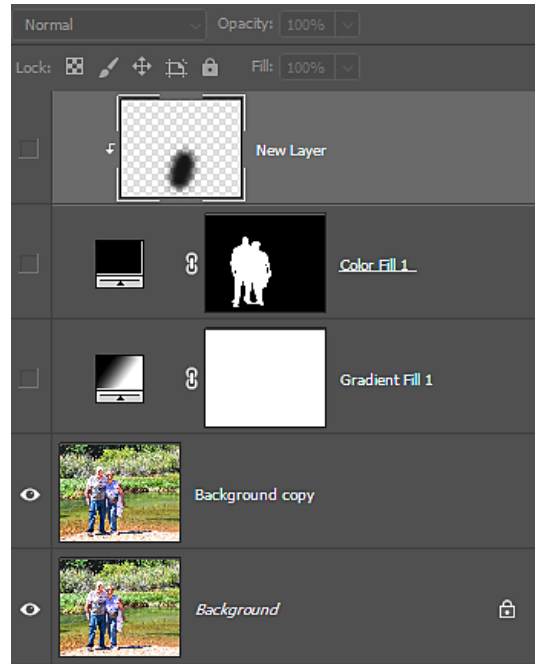 Normal Opacity: 100%
Lock: Fill: 100%
New Layer
Color Fill 1
Gradient Fill 1
Background copy
Background